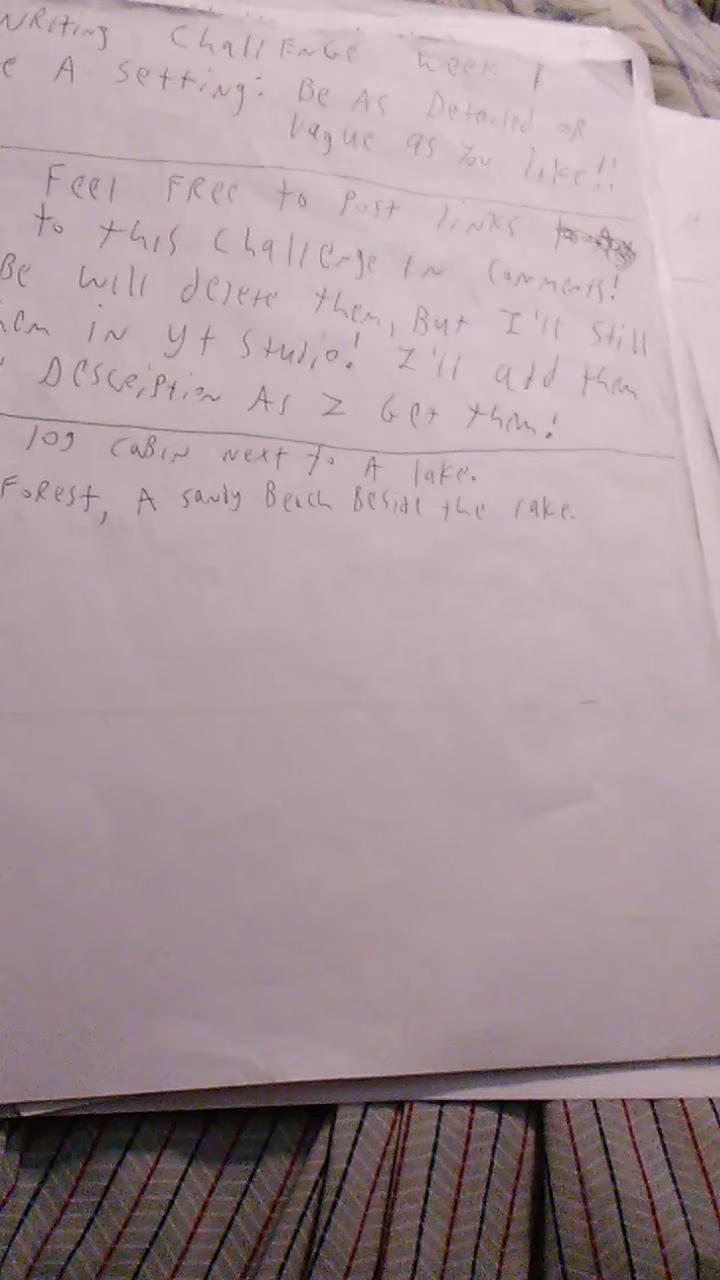 WRiting ChallENGE week 1
e A setting: Be As Detailed oR
vague as you like!!
Feel FRee to Post links
to this challenge in comments!
Be will delete them, But I'll still
in yt studio! I'll add them
Description As I Get them!
log CaBiN Next to A lake.
FoResf, A sandy Beach Beside the lake.